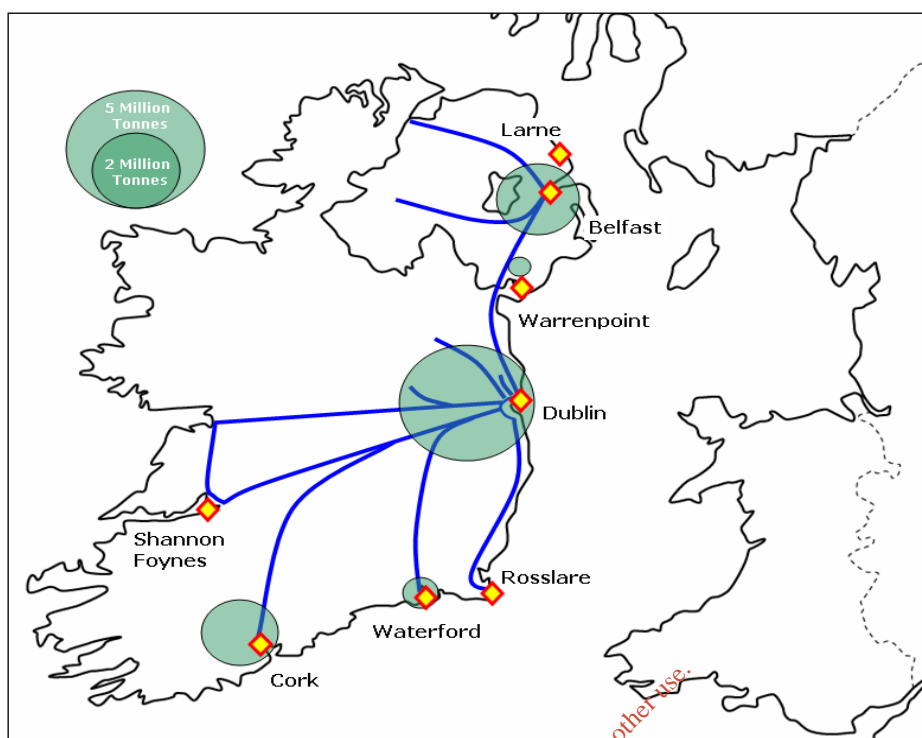 5 Million
Tonnes
2 Million
Tonnes
Larne
Belfast
Warrenpoint
Dublin
Shannon
Foynes
Rosslare
Waterford
Cork
other use.